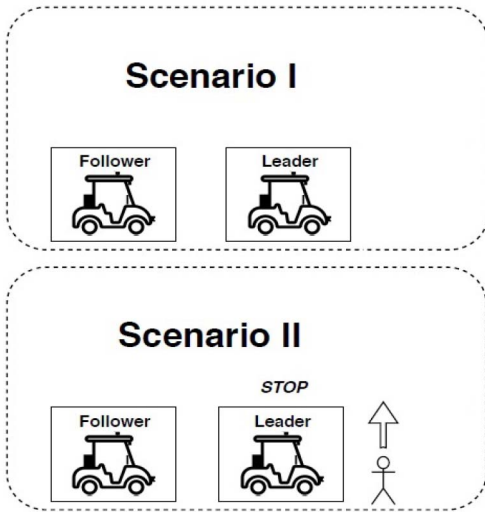 Scenario I
Follower
Leader
Scenario II
STOP
Follower
Leader